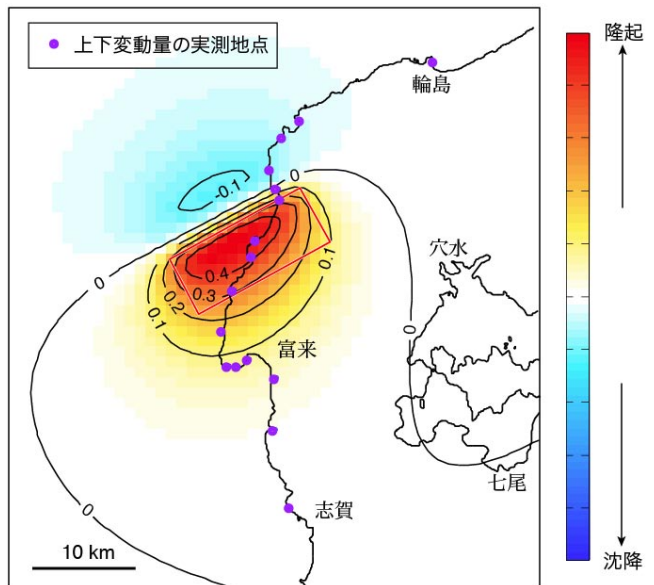 上下変動量の実測地点
隆起
輪島
0
-0.1
穴水
0.1
0.4
0.3
0.2
0.1
0
0
富来
七尾
志賀
0
10 km
沈降